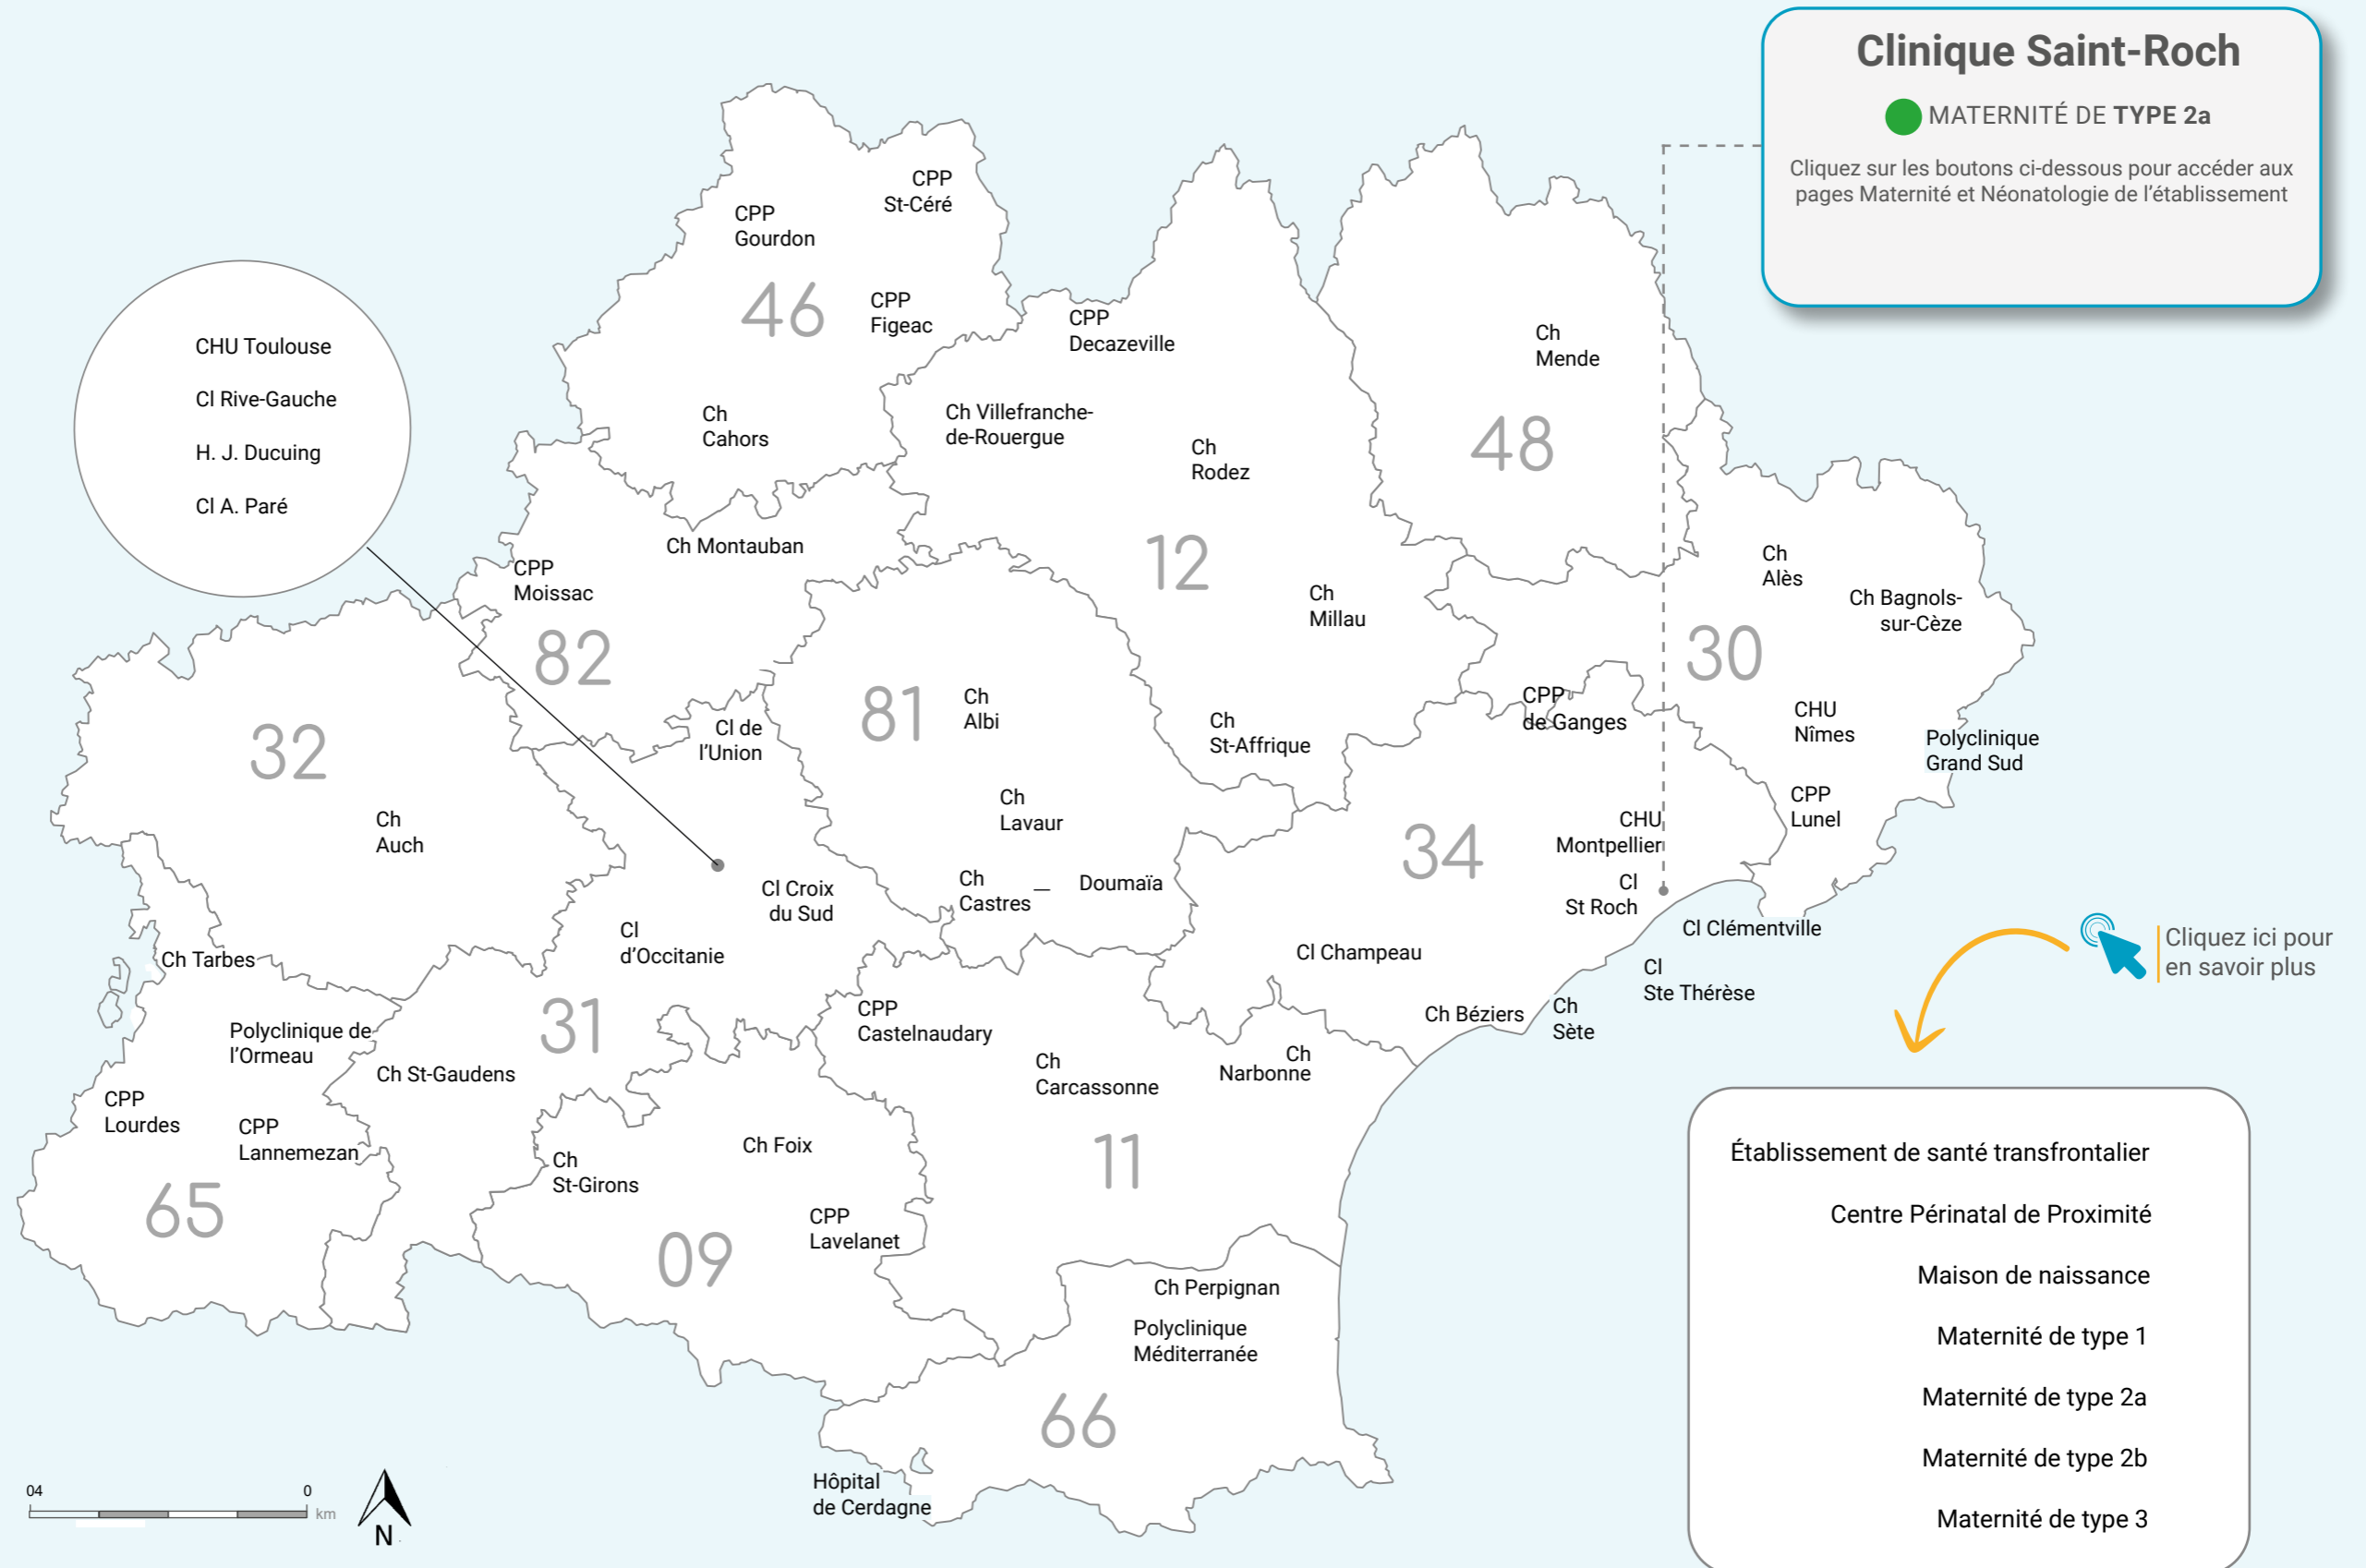 Clinique Saint-Roch
MATERNITÉ DE TYPE 2a
Cliquez sur les boutons ci-dessous pour accéder aux
pages Maternité et Néonatologie de l'établissement
CHU Toulouse
Cl Rive-Gauche
H. J. Ducuing
Cl A. Paré
CPP
St-Céré
CPP
Gourdon
46
CPP
Figeac
Ch
Cahors
CPP
Decazeville
Ch Villefranche-
de-Rouergue
Ch
Rodez
12
Ch
Millau
Ch
St-Affrique
Ch
Mende
48
Ch Montauban
CPP
Moissac
82
Ch
Alès
Ch Bagnols-
sur-Cèze
30
CHU
Nîmes
Polyclinique
Grand Sud
CPP
Lunel
32
Ch
Auch
Cl de
l'Union
81
Ch
Albi
Ch
Lavaur
Ch
Castres
— Doumaïa
CPP
de Ganges
34
CHU
Montpellier
Cl
St Roch
Cl Clémentville
Cl Champeau
Cl
Ste Thérèse
Ch Béziers
Ch
Sète
Cl Croix
du Sud
Cl
d'Occitanie
31
Ch St-Gaudens
Ch Tarbes
Polyclinique de
l'Ormeau
CPP
Lourdes
CPP
Lannemezan
65
CPP
Castelnaudary
Ch
Carcassonne
Ch
Narbonne
11
Ch
St-Girons
Ch Foix
CPP
Lavelanet
09
Ch Perpignan
Polyclinique
Méditerranée
66
Hôpital
de Cerdagne
Cliquez ici pour
en savoir plus
Établissement de santé transfrontalier
Centre Périnatal de Proximité
Maison de naissance
Maternité de type 1
Maternité de type 2a
Maternité de type 2b
Maternité de type 3
04 0
km
N